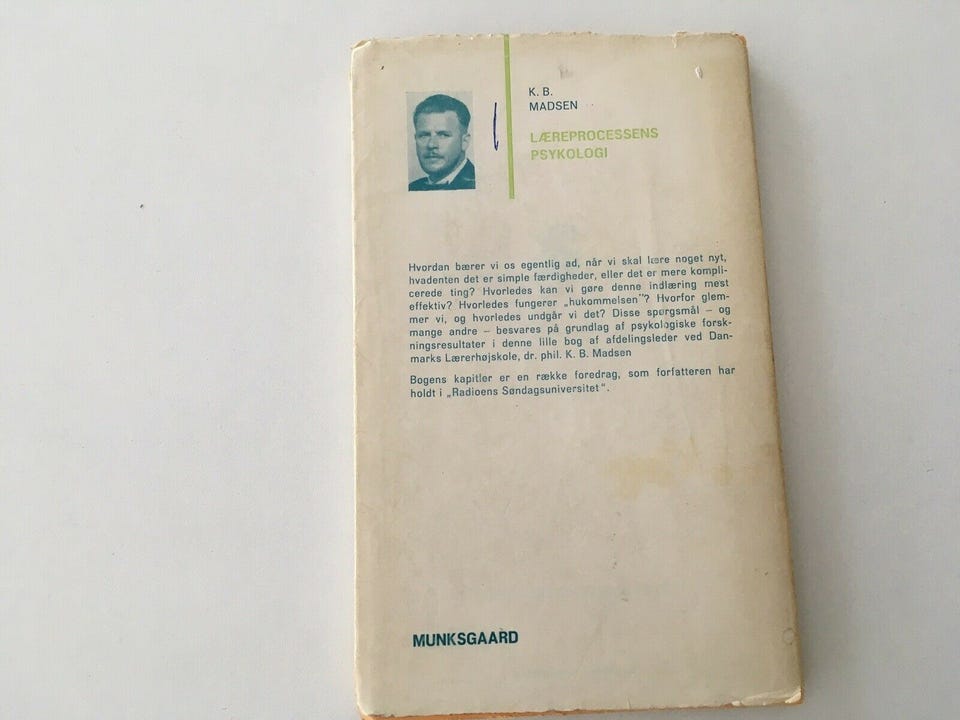 K. B.
MADSEN
LÆREPROCESSENS
PSYKOLOGI
Hvordan bærer vi os egentlig ad, når vi skal lære noget nyt,
hvadenten det er simple færdigheder, eller det er mere kompli-
cerede ting? Hvorledes kan vi gøre denne indlæring mest
effektiv? Hvorledes fungerer „hukommelsen"? Hvorfor glem-
mer vi, og hvorledes undgår vi det? Disse spørgsmål – og
mange andre – besvares på grundlag af psykologiske forsk-
ningsresultater i denne lille bog af afdelingsleder ved Dan-
marks Lærerhøjskole, dr. phil. K. B. Madsen
Bogens kapitler er en række foredrag, som forfatteren har
holdt i „Radioens Søndagsuniversitet".
MUNKSGAARD